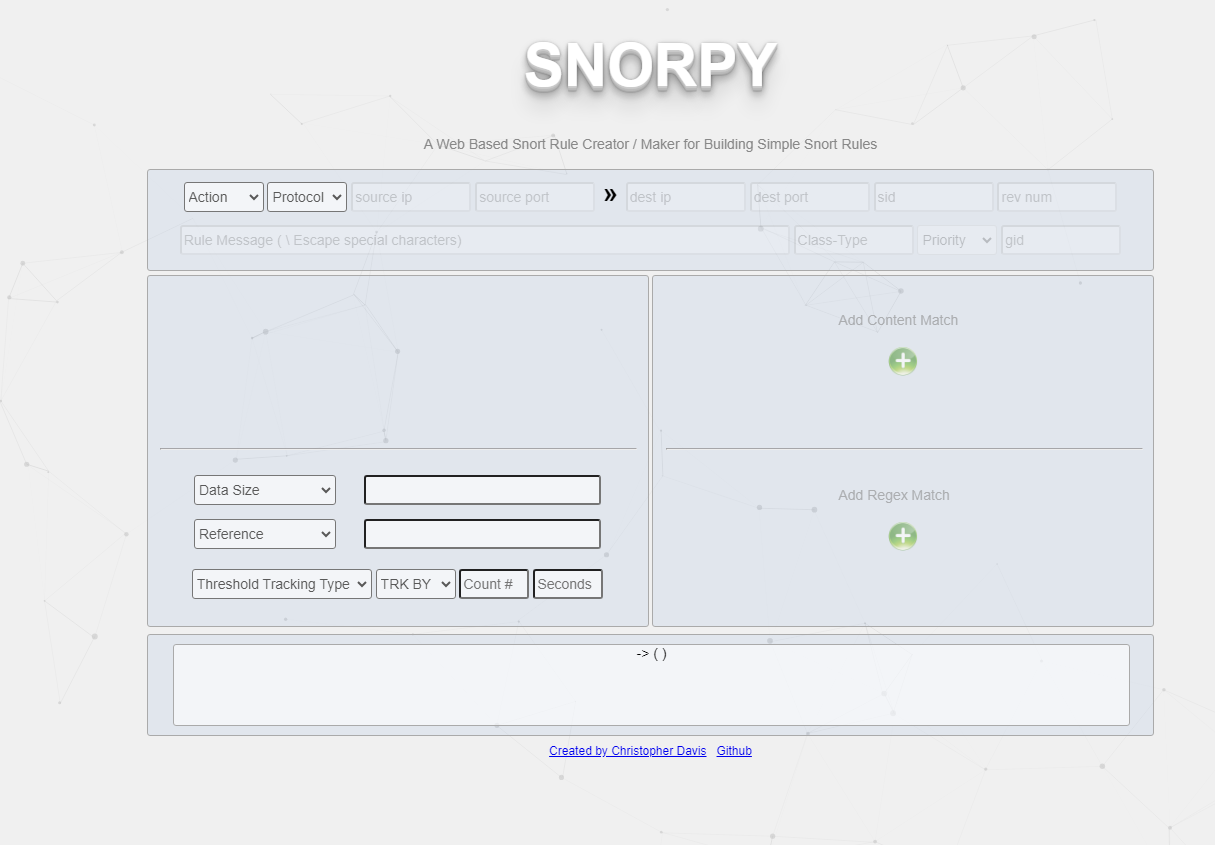 SNORPY
A Web Based Snort Rule Creator / Maker for Building Simple Snort Rules
Action Protocol source ip source port » dest ip dest port sid rev num
Rule Message ( \ Escape special characters) Class-Type Priority gid
Add Content Match
Data Size
Reference
Threshold Tracking Type TRK BY Count # Seconds
Add Regex Match
-> ( )
Created by Christopher Davis Github